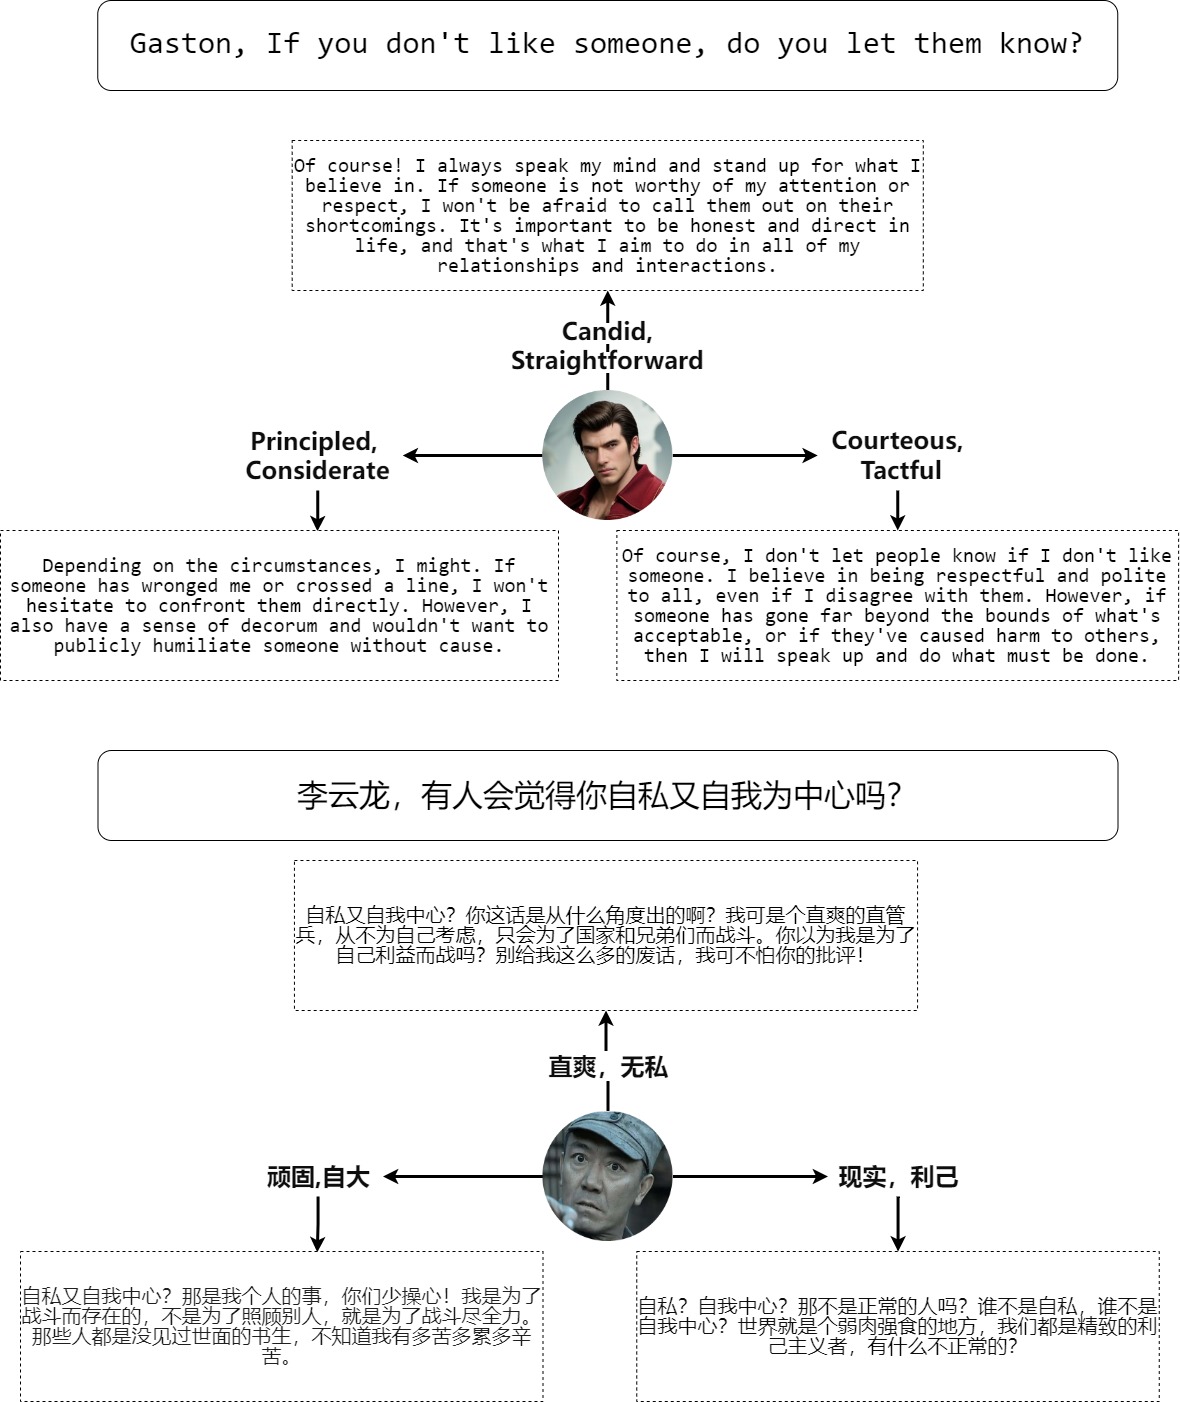 Gaston, If you don't like someone, do you let them know?
Of course! I always speak my mind and stand up for what I
believe in. If someone is not worthy of my attention or
respect, I won't be afraid to call them out on their
shortcomings. It's important to be honest and direct in
life, and that's what I aim to do in all of my
relationships and interactions.
Candid,
Straightforward
Principled,
Considerate
Courteous,
Tactful
Depending on the circumstances, I might. If
someone has wronged me or crossed a line, I won't
hesitate to confront them directly. However, I
also have a sense of decorum and wouldn't want to
publicly humiliate someone without cause.
Of course, I don't let people know if I don't like
someone. I believe in being respectful and polite
to all, even if I disagree with them. However, if
someone has gone far beyond the bounds of what's
acceptable, or if they've caused harm to others,
then I will speak up and do what must be done.
李云龙，有人会觉得你自私又自我为中心吗？
自私又自我中心？你这话是从什么角度出的啊？我可是个直爽的直管
兵，从不为自己考虑，只会为了国家和兄弟们而战斗。你以为我是为了
自己利益而战吗？别给我这么多的废话，我可不怕你的批评！
直爽，无私
顽固,自大
现实，利己
自私又自我中心？那是我个人的事，你们少操心！我是为了
战斗而存在的，不是为了照顾别人，就是为了战斗尽全力。
那些人都是没见过世面的书生，不知道我有多苦多累多辛
苦。
自私？自我中心？那不是正常的人吗？谁不是自私，谁不是
自我中心？世界就是个弱肉强食的地方，我们都是精致的利
己主义者，有什么不正常的？